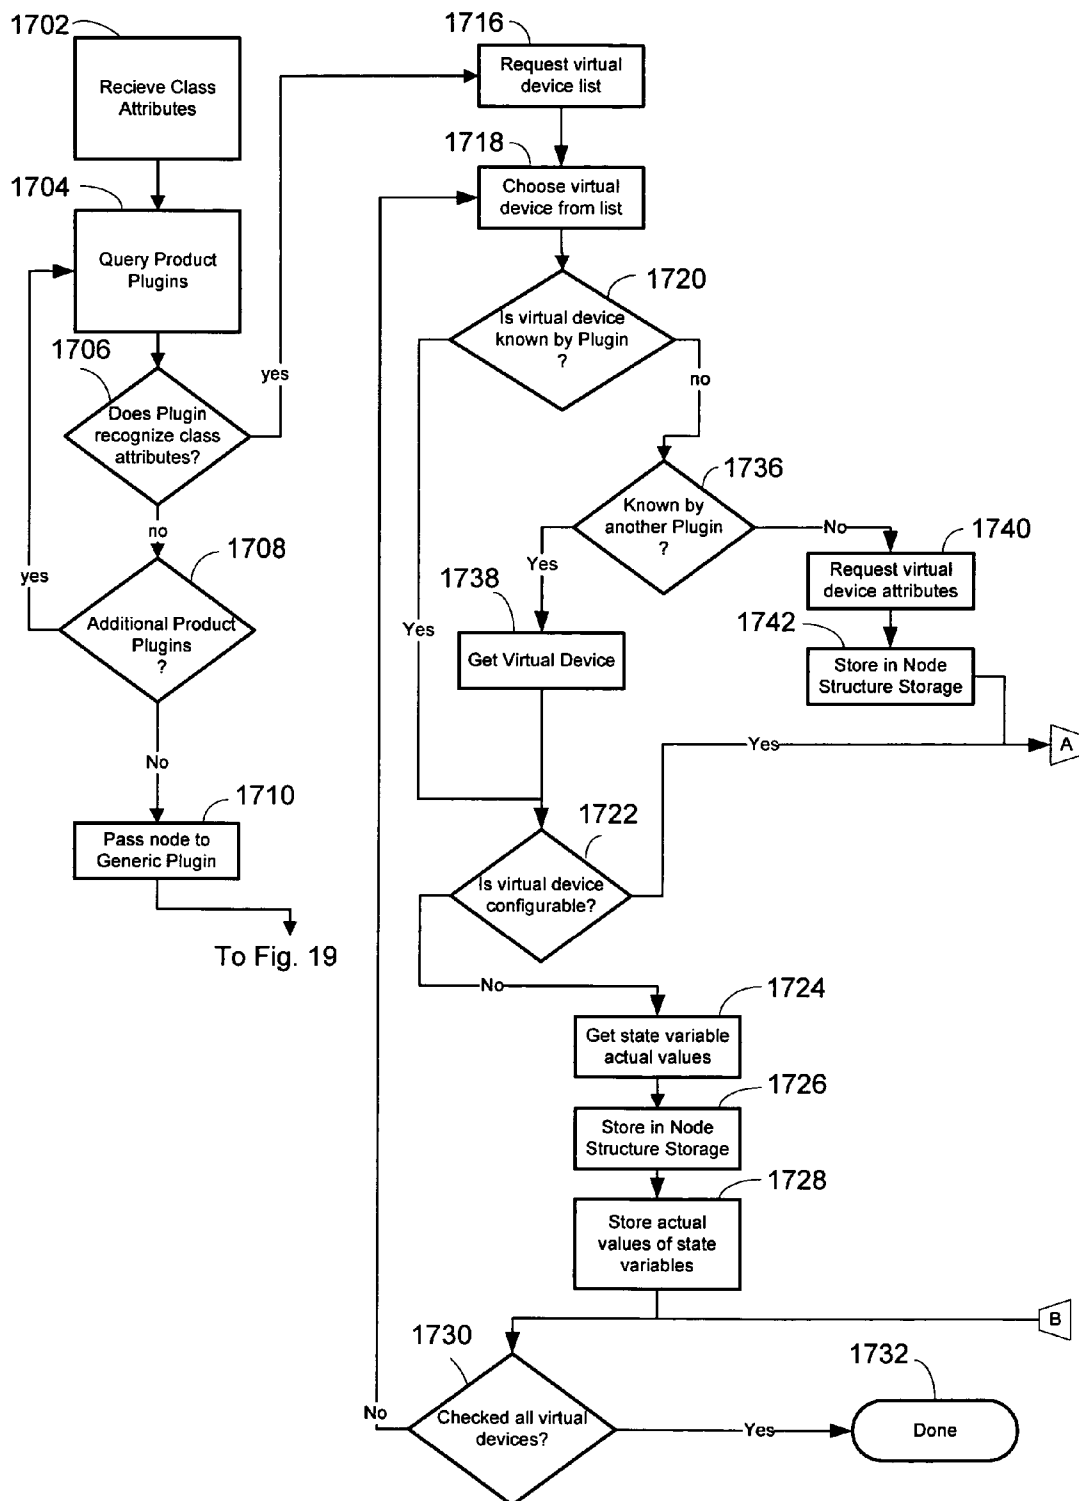 1702
Recieve Class
Attributes
1704
Query Product
Plugins
1706
Does Plugin
recognize class
attributes?
yes
no
1708
yes
Additional Product
Plugins
?
No
1710
Pass node to
Generic Plugin
To Fig. 19
1716
Request virtual
device list
1718
Choose virtual
device from list
1720
Is virtual device
known by Plugin
?
no
Yes
1736
Known by
another Plugin
?
Yes
No
1738
Get Virtual Device
1740
Request virtual
device attributes
1742
Store in Node
Structure Storage
Yes
A
1722
Is virtual device
configurable?
No
1724
Get state variable
actual values
1726
Store in Node
Structure Storage
1728
Store actual
values of state
variables
B
1730
Checked all virtual
devices?
No
Yes
1732
Done